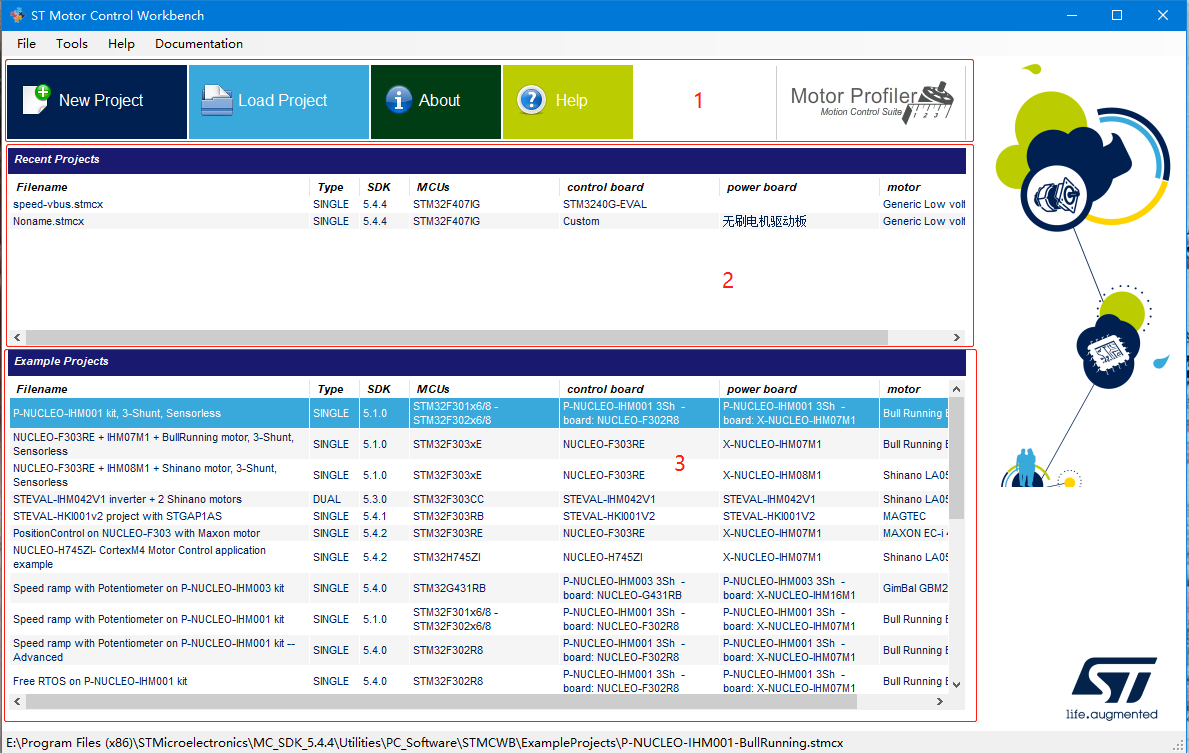 ST Motor Control Workbench
File Tools Help Documentation
New Project Load Project About Help 1 Motor Profiler
Motion Control Suite
1 2 3
Recent Projects
Filename Type SDK MCUs control board power board motor
speed-vbus.stmcx SINGLE 5.4.4 STM32F407IG STM3240G-EVAL Generic Low volt
Noname.stmcx SINGLE 5.4.4 STM32F407IG Custom 无刷电机驱动板 Generic Low volt
2
Example Projects
Filename Type SDK MCUs control board power board motor
P-NUCLEO-IHM001 kit, 3-Shunt, Sensorless SINGLE 5.1.0 STM32F301x6/8 - P-NUCLEO-IHM001 3Sh - P-NUCLEO-IHM001 3Sh - Bull Running
STM32F302x6/8 board: NUCLEO-F302R8 board: X-NUCLEO-IHM07M1
NUCLEO-F303RE + IHM07M1 + BullRunning motor, 3-Shunt, SINGLE 5.1.0 STM32F303xE NUCLEO-F303RE X-NUCLEO-IHM07M1 Bull Running
Sensorless
3
NUCLEO-F303RE + IHM08M1 + Shinano motor, 3-Shunt, SINGLE 5.1.0 STM32F303xE NUCLEO-F303RE X-NUCLEO-IHM08M1 Shinano LA05
Sensorless
STEVAL-IHM042V1 inverter + 2 Shinano motors DUAL 5.3.0 STM32F303CC STEVAL-IHM042V1 STEVAL-IHM042V1 Shinano LA05
STEVAL-HKI001v2 project with STGAP1AS SINGLE 5.4.1 STM32F303RB STEVAL-HKI001V2 STEVAL-HKI001V2 MAGTEC
PositionControl on NUCLEO-F303 with Maxon motor SINGLE 5.4.2 STM32F303RE NUCLEO-F303RE X-NUCLEO-IHM07M1 MAXON EC-i
NUCLEO-H745ZI- CortexM4 Motor Control application SINGLE 5.4.2 STM32H745ZI NUCLEO-H745ZI X-NUCLEO-IHM07M1 Shinano LA05
example
Speed ramp with Potentiometer on P-NUCLEO-IHM003 kit SINGLE 5.4.0 STM32G431RB P-NUCLEO-IHM003 3Sh - P-NUCLEO-IHM003 3Sh - GimBal GBM2
board: NUCLEO-G431RB board: X-NUCLEO-IHM16M1
Speed ramp with Potentiometer on P-NUCLEO-IHM001 kit SINGLE 5.1.0 STM32F301x6/8 - P-NUCLEO-IHM001 3Sh - P-NUCLEO-IHM001 3Sh - Bull Running
STM32F302x6/8 board: NUCLEO-F302R8 board: X-NUCLEO-IHM07M1
Speed ramp with Potentiometer on P-NUCLEO-IHM001 kit -- SINGLE 5.4.0 STM32F302R8 P-NUCLEO-IHM001 3Sh - P-NUCLEO-IHM001 3Sh - Bull Running
Advanced board: NUCLEO-F302R8 board: X-NUCLEO-IHM07M1
Free RTOS on P-NUCLEO-IHM001 kit SINGLE 5.4.0 STM32F302R8 P-NUCLEO-IHM001 3Sh - P-NUCLEO-IHM001 3Sh - Bull Running
board: NUCLEO-F302R8 board: X-NUCLEO-IHM07M1
ST
life.augmented
E:\Program Files (x86)\STMicroelectronics\MC_SDK_5.4.4\Utilities\PC_Software\STMCWB\ExampleProjects\P-NUCLEO-IHM001-BullRunning.stmcx